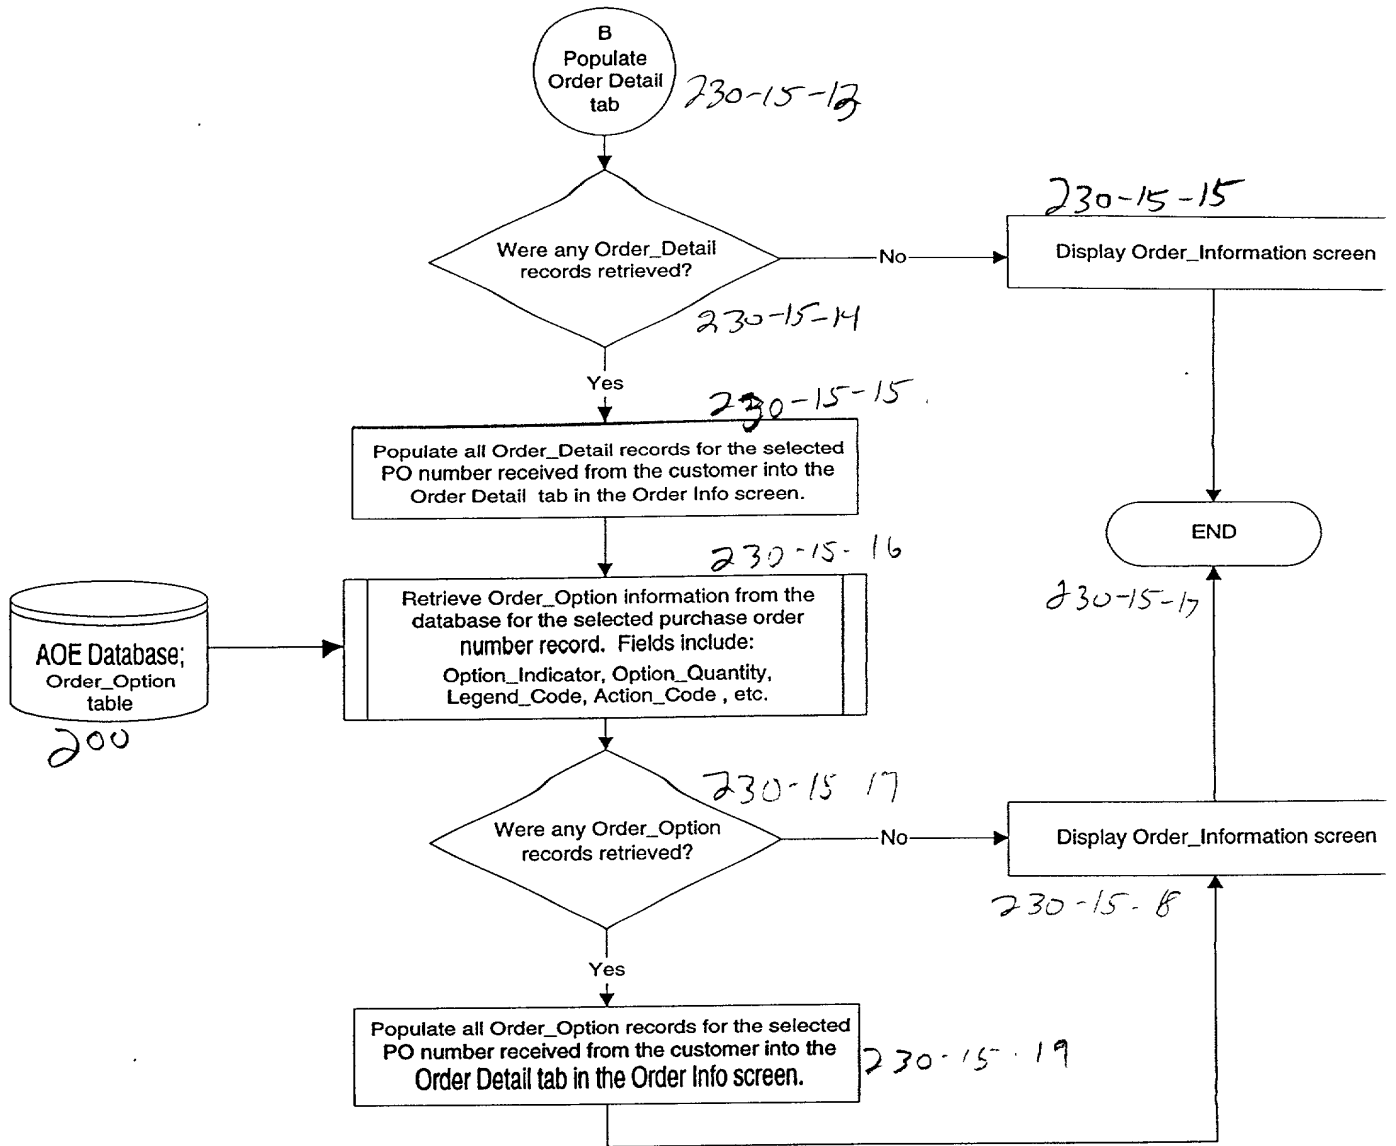 B
Populate
Order Detail
tab
230-15-13
Were any Order_Detail
records retrieved?
230-15-14
No
230-15-15
Display Order_Information screen
Yes
230-15-15
Populate all Order_Detail records for the selected
PO number received from the customer into the
Order Detail tab in the Order Info screen.
END
230-15-17
230-15-16
AOE Database;
Order_Option
table
200
Retrieve Order_Option information from the
database for the selected purchase order
number record. Fields include:
Option_Indicator, Option_Quantity,
Legend_Code, Action_Code , etc.
230-15 17
Were any Order_Option
records retrieved?
No
Display Order_Information screen
230-15-18
Yes
Populate all Order_Option records for the selected
PO number received from the customer into the
Order Detail tab in the Order Info screen.
230-15-19